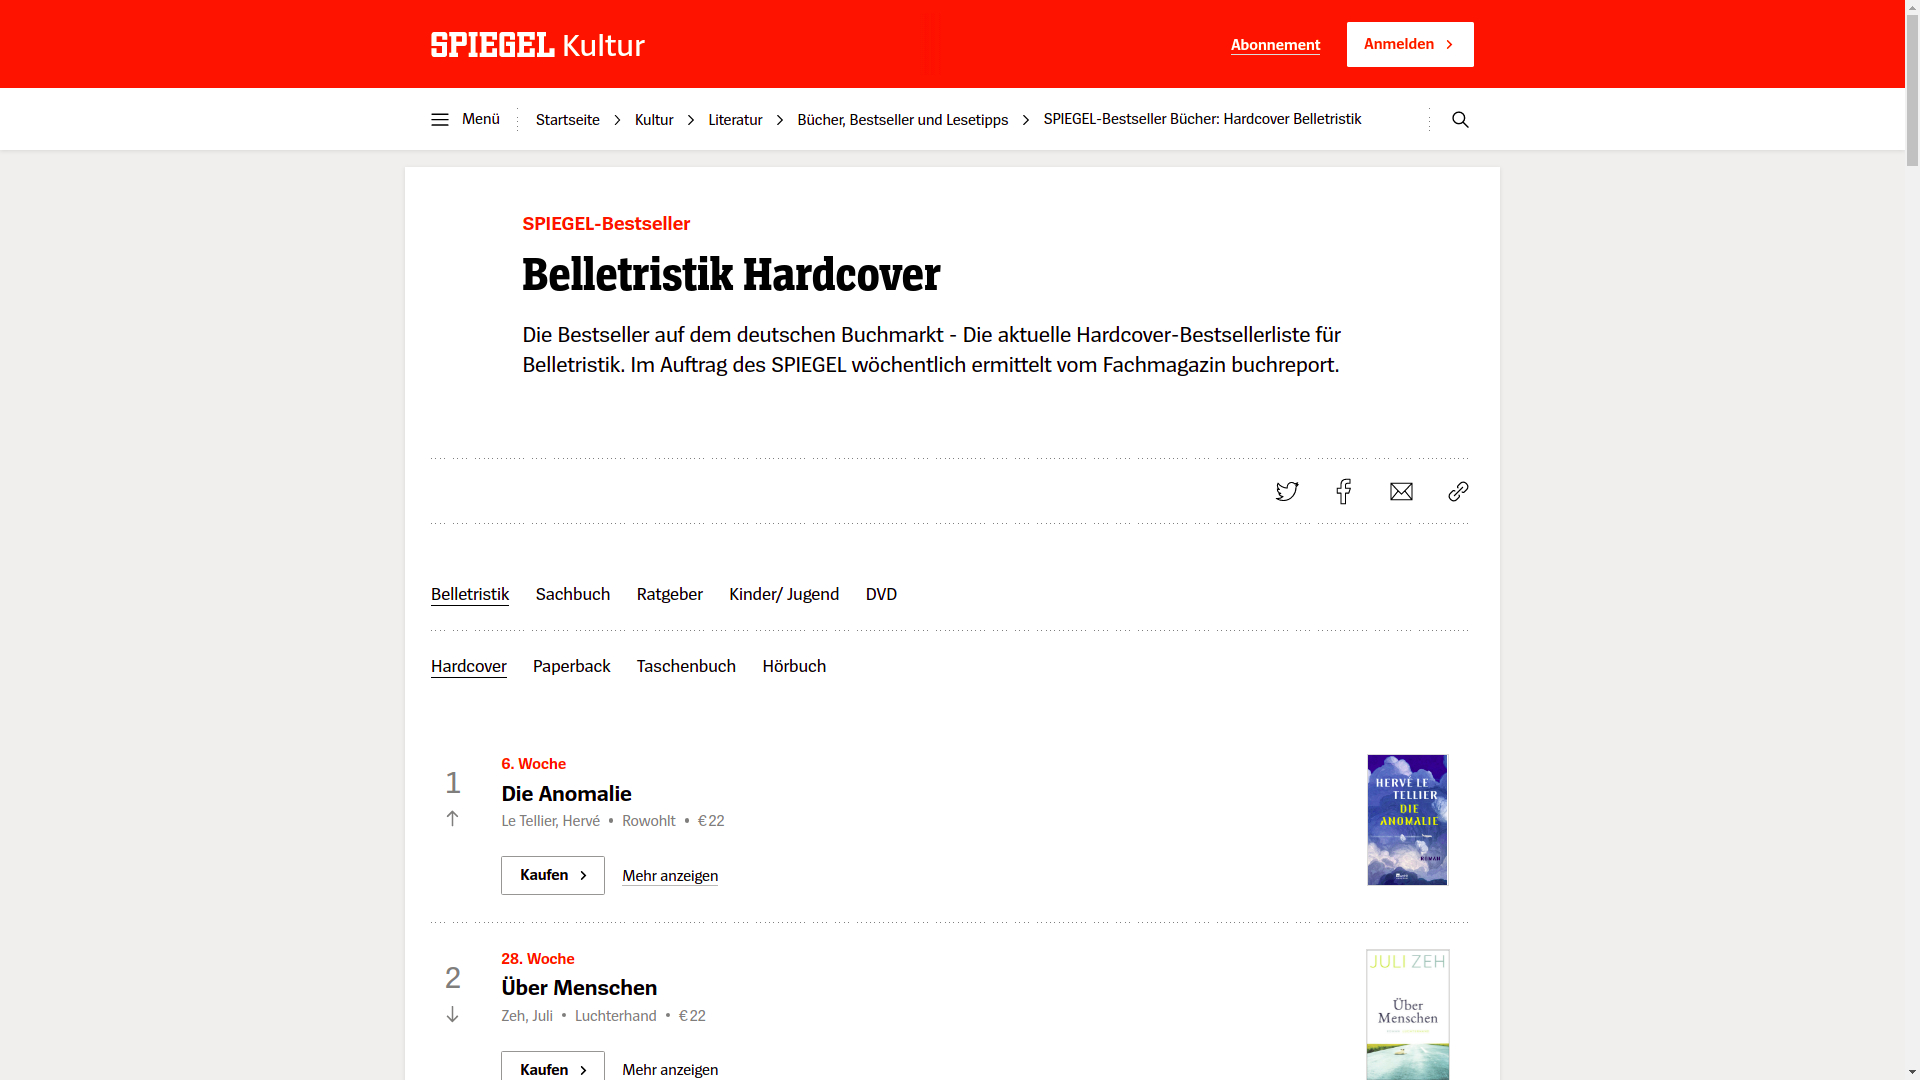 SPIEGEL Kultur
Abonnement
Anmelden
Menü
Startseite
Kultur
Literatur
Bücher, Bestseller und Lesetipps
SPIEGEL-Bestseller Bücher: Hardcover Belletristik
SPIEGEL-Bestseller
Belletristik Hardcover
Die Bestseller auf dem deutschen Buchmarkt - Die aktuelle Hardcover-Bestsellerliste für
Belletristik. Im Auftrag des SPIEGEL wöchentlich ermittelt vom Fachmagazin buchreport.
Belletristik Sachbuch Ratgeber Kinder/ Jugend DVD
Hardcover Paperback Taschenbuch Hörbuch
1
6. Woche
Die Anomalie
Le Tellier, Hervé • Rowohlt • €22
Kaufen
Mehr anzeigen
HERVÉ LE
TELLIER
DIE
ANOMALIE
ROMAN
2
28. Woche
Über Menschen
Zeh, Juli • Luchterhand • €22
Kaufen
Mehr anzeigen
JULI ZEH
Über
Menschen